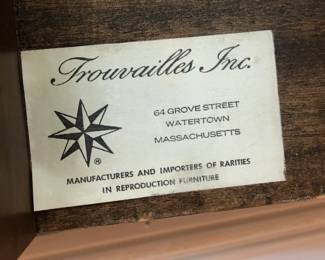 Trouvailles Inc.
64 GROVE STREET
WATERTOWN
MASSACHUSETTS
®
MANUFACTURERS AND IMPORTERS OF RARITIES
IN REPRODUCTION FURNITURE